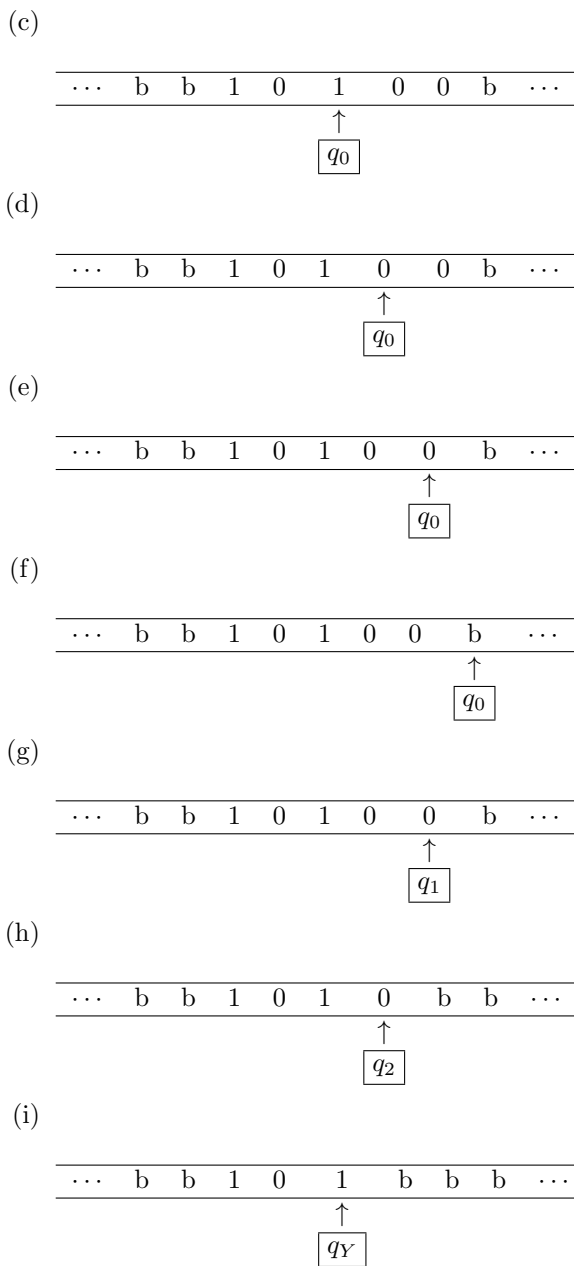 (c)
··· b b 1 0 1 0 0 b ···
↑
q₀
(d)
··· b b 1 0 1 0 0 b ···
↑
q₀
(e)
··· b b 1 0 1 0 0 b ···
↑
q₀
(f)
··· b b 1 0 1 0 0 b ···
↑
q₀
(g)
··· b b 1 0 1 0 0 b ···
↑
q₁
(h)
··· b b 1 0 1 0 b b ···
↑
q₂
(i)
··· b b 1 0 1 b b b ···
↑
q_Y